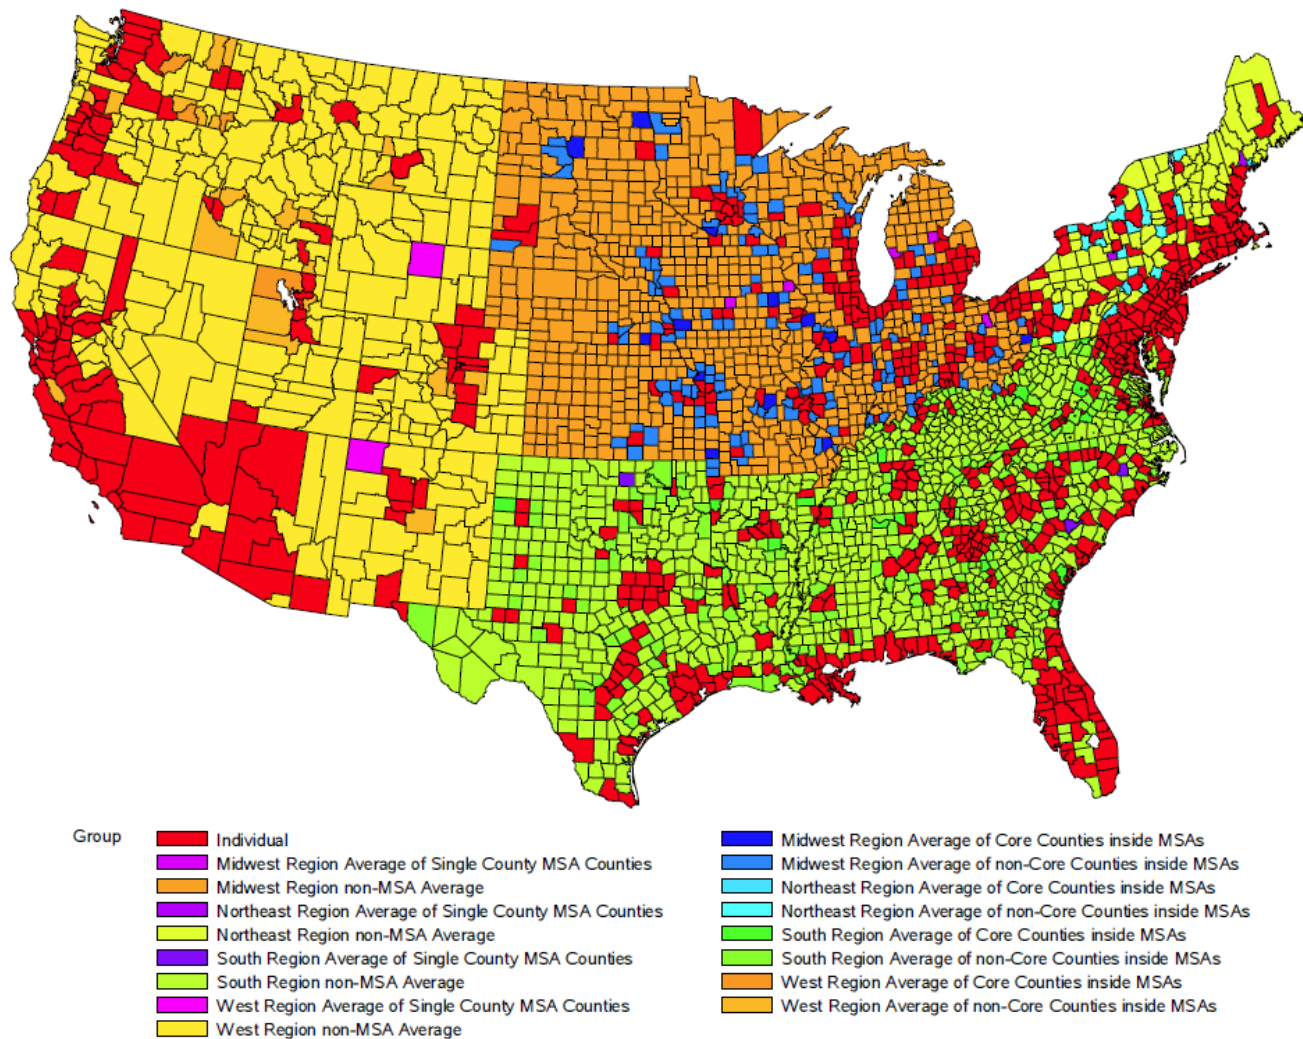 Group
Individual
Midwest Region Average of Single County MSA Counties
Midwest Region non-MSA Average
Northeast Region Average of Single County MSA Counties
Northeast Region non-MSA Average
South Region Average of Single County MSA Counties
South Region non-MSA Average
West Region Average of Single County MSA Counties
West Region non-MSA Average
Midwest Region Average of Core Counties inside MSAs
Midwest Region Average of non-Core Counties inside MSAs
Northeast Region Average of Core Counties inside MSAs
Northeast Region Average of non-Core Counties inside MSAs
South Region Average of Core Counties inside MSAs
South Region Average of non-Core Counties inside MSAs
West Region Average of Core Counties inside MSAs
West Region Average of non-Core Counties inside MSAs